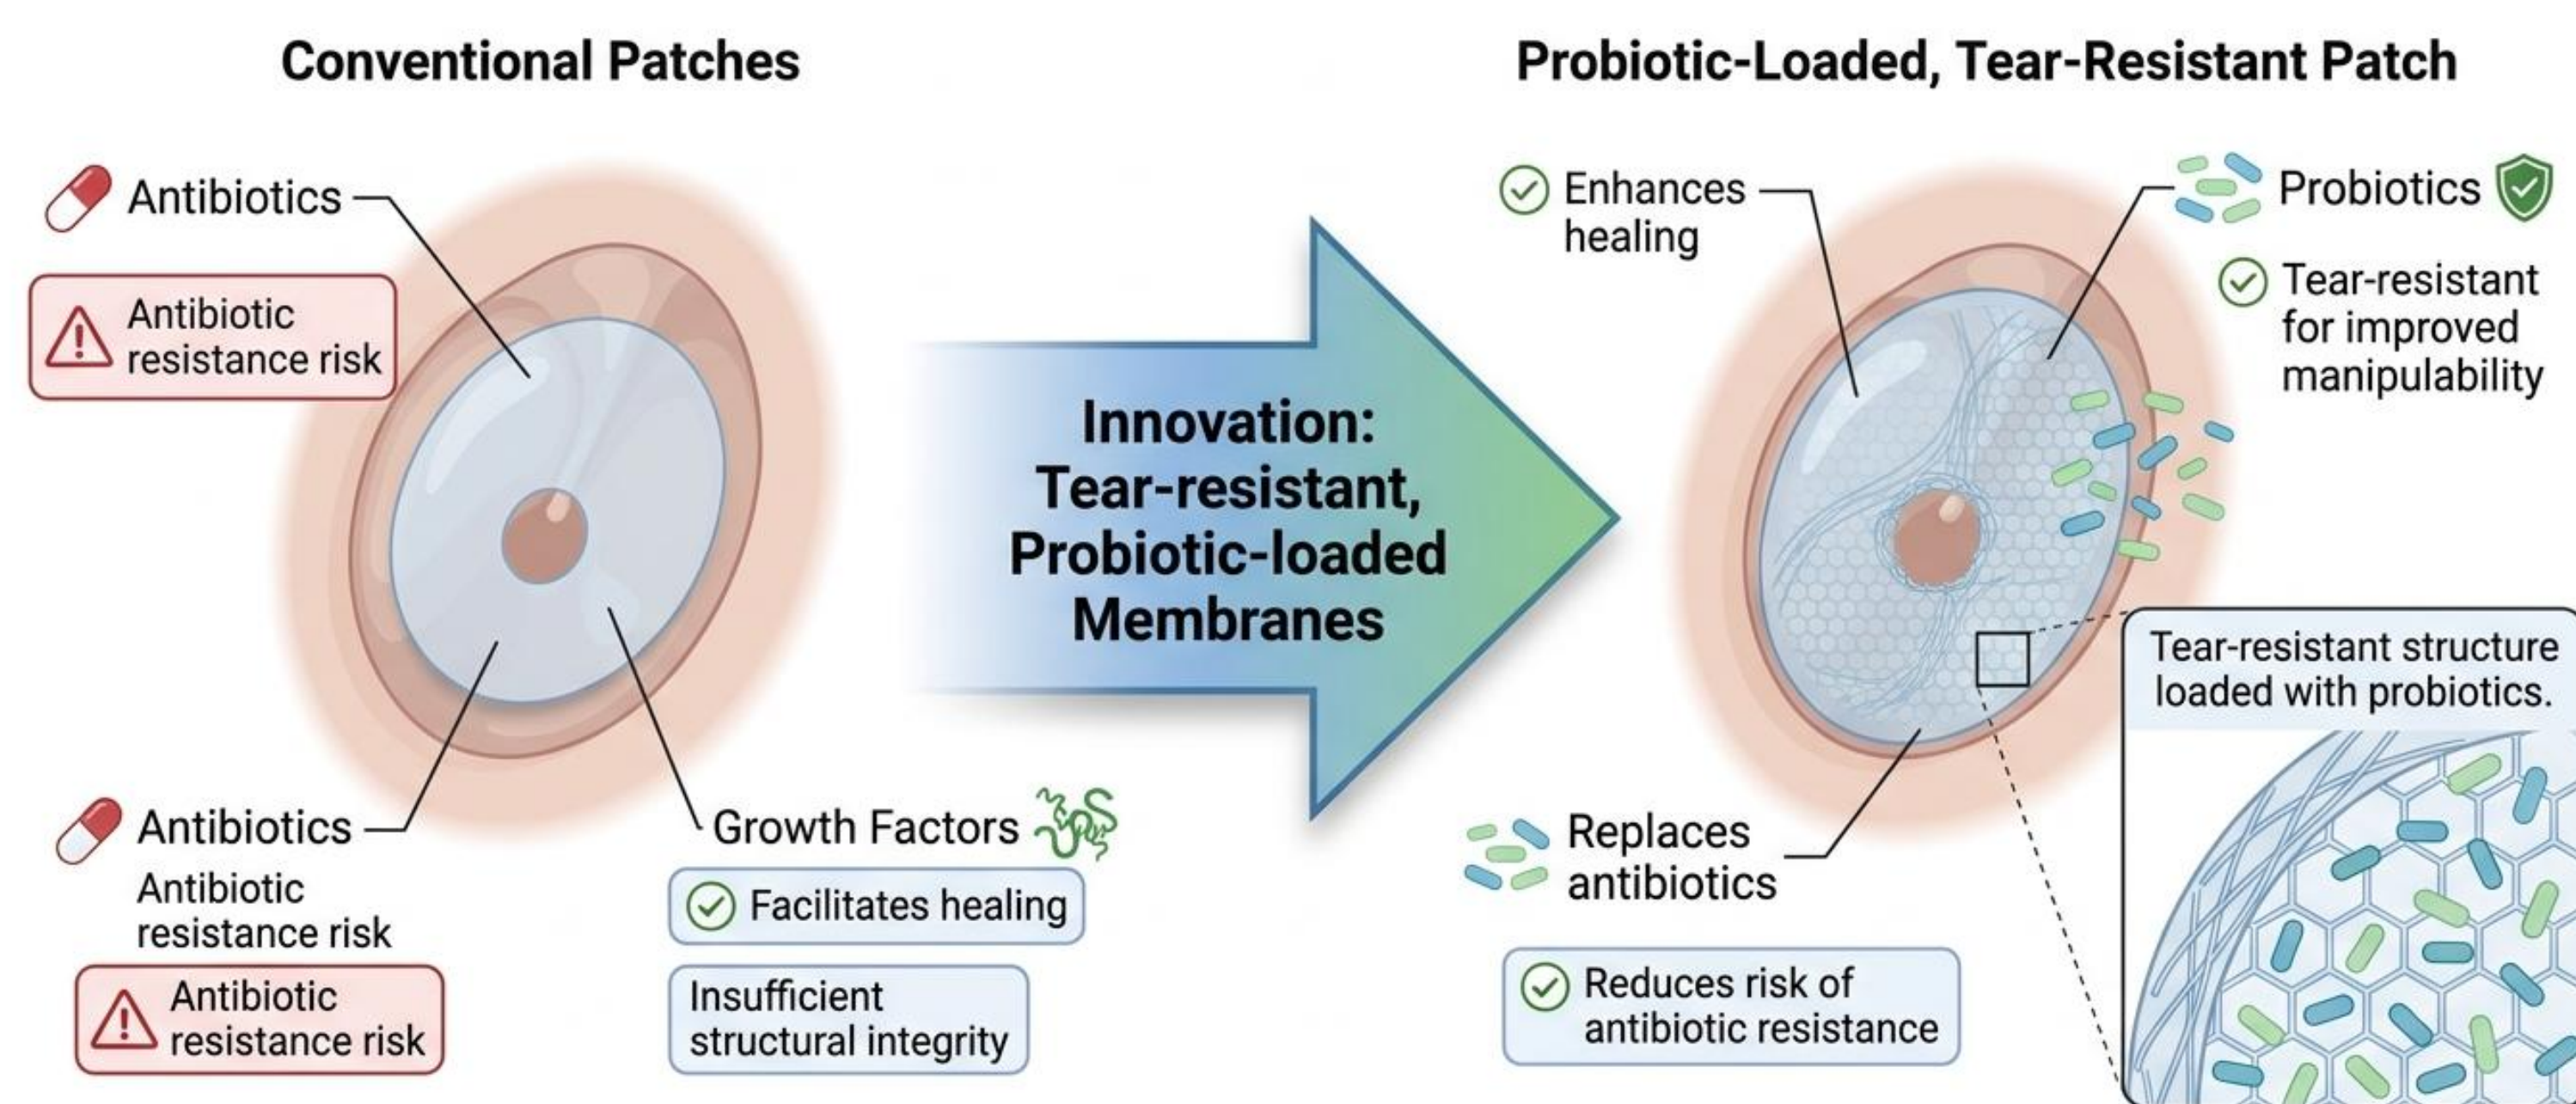 Conventional Patches
Antibiotics
Antibiotic
resistance risk
Antibiotics
Antibiotic
resistance risk
Antibiotic
resistance risk
Growth Factors
Facilitates healing
Insufficient
structural integrity
Innovation:
Tear-resistant,
Probiotic-loaded
Membranes
Probiotic-Loaded, Tear-Resistant Patch
Enhances
healing
Probiotics
Tear-resistant
for improved
manipulability
Replaces
antibiotics
Reduces risk of
antibiotic resistance
Tear-resistant structure
loaded with probiotics.